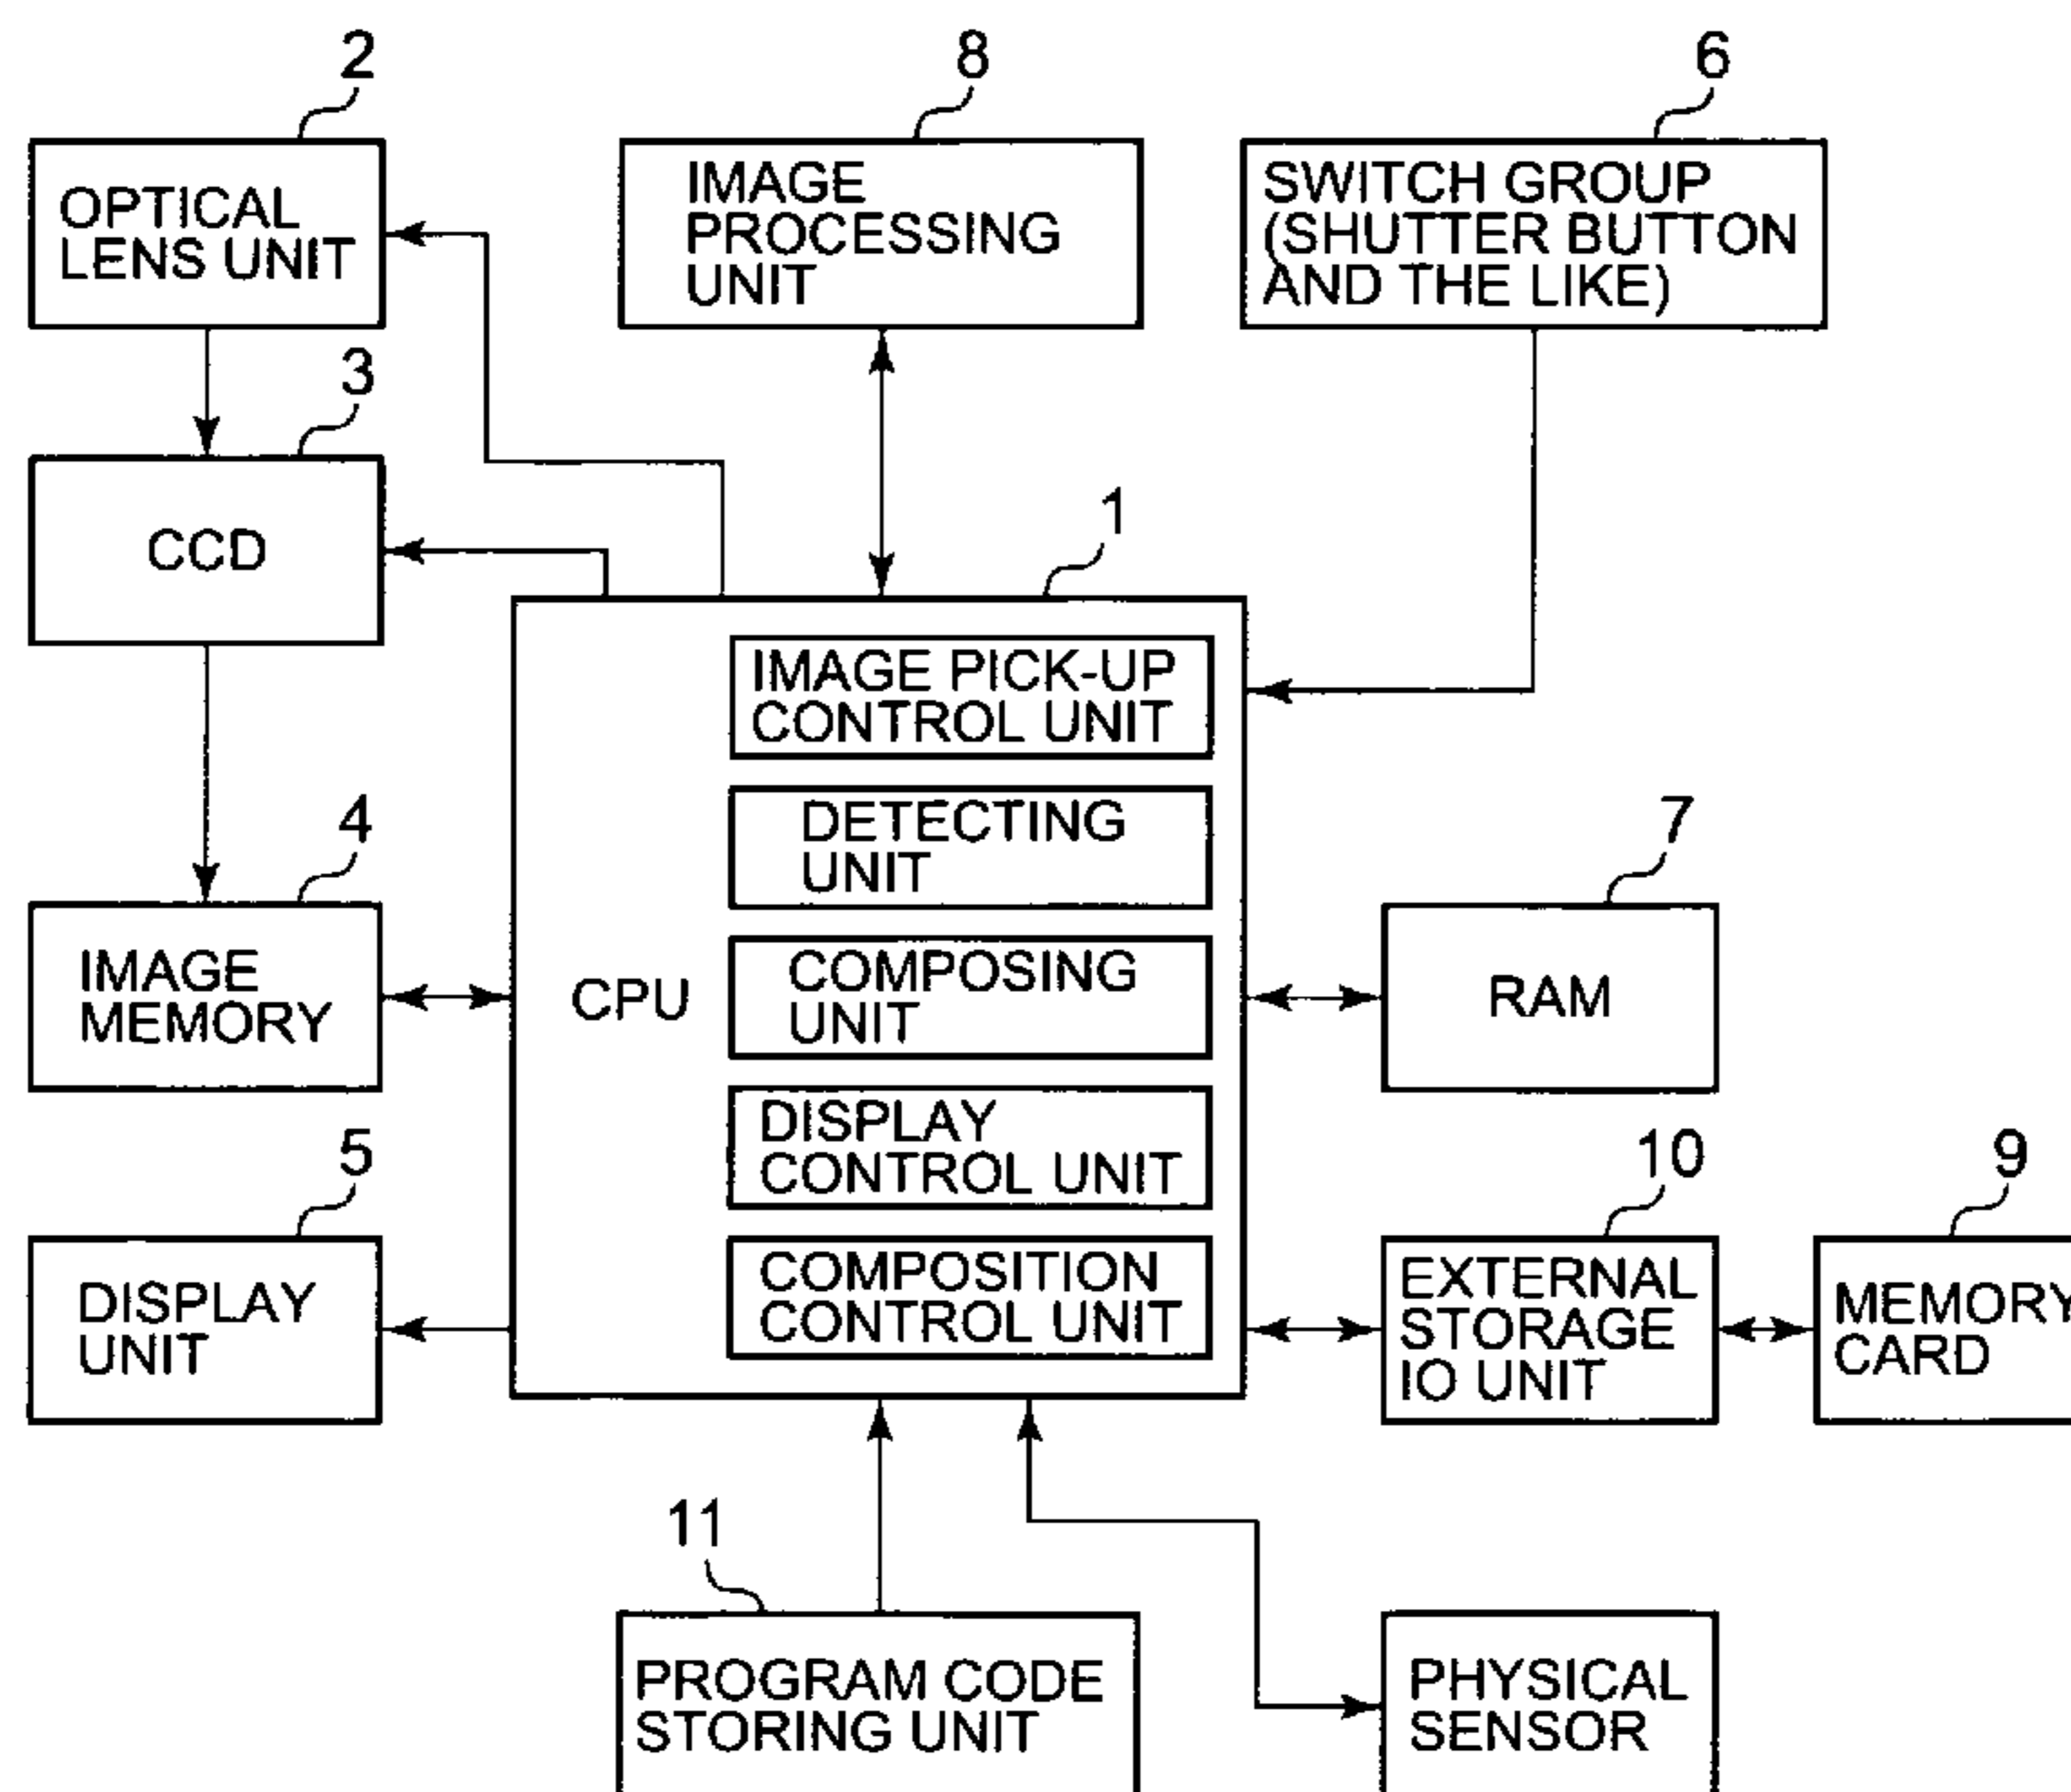 2
8
6
OPTICAL
LENS UNIT
IMAGE
PROCESSING
UNIT
SWITCH GROUP
(SHUTTER BUTTON
AND THE LIKE)
3
CCD
1
IMAGE PICK-UP
CONTROL UNIT
DETECTING
UNIT
4
7
IMAGE
MEMORY
CPU
COMPOSING
UNIT
RAM
DISPLAY
CONTROL UNIT
5
10
9
DISPLAY
UNIT
COMPOSITION
CONTROL UNIT
EXTERNAL
STORAGE
IO UNIT
MEMORY
CARD
11
PROGRAM CODE
STORING UNIT
PHYSICAL
SENSOR